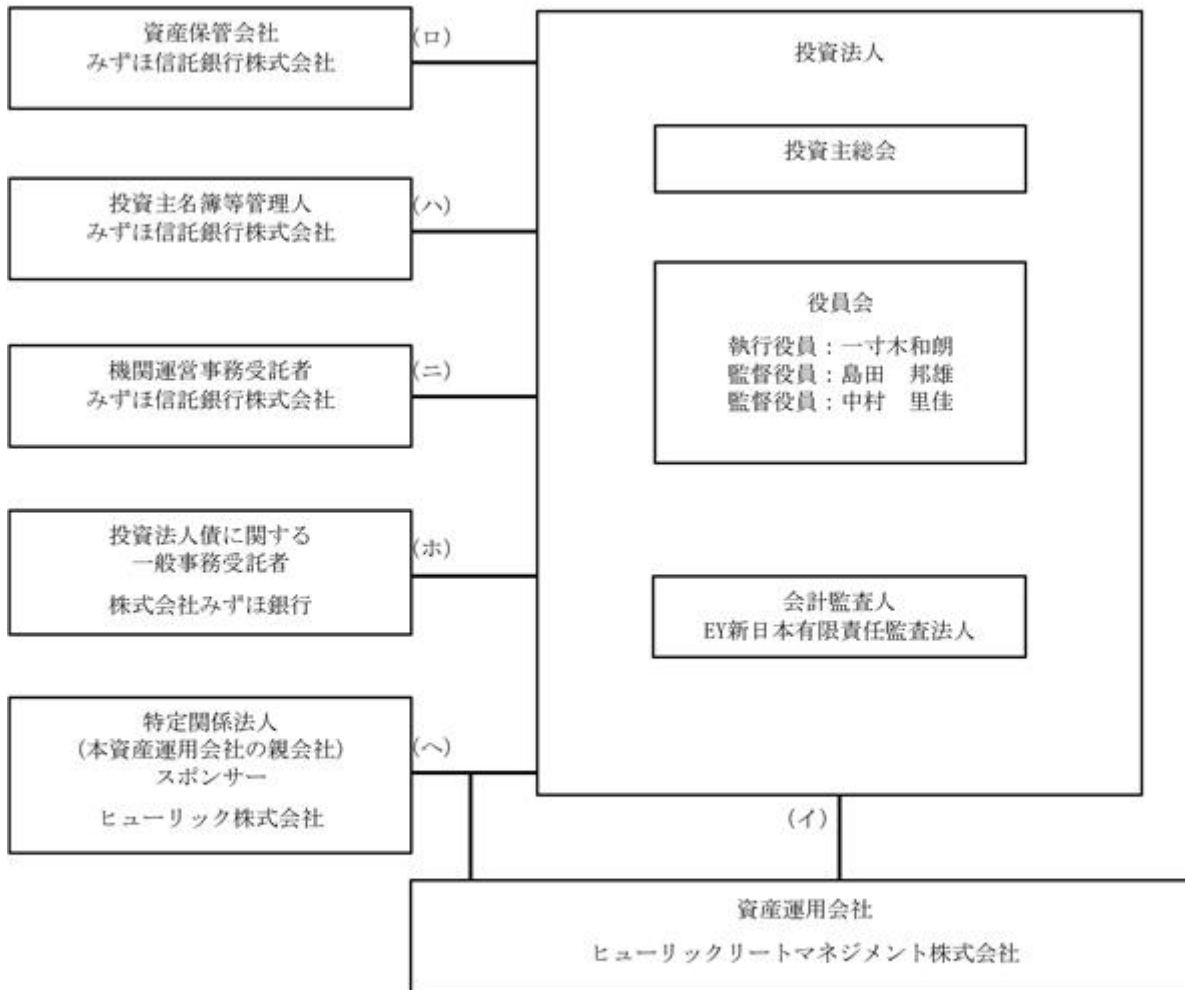 資産保管会社
みずほ信託銀行株式会社
(ロ)
投資主名簿等管理人
みずほ信託銀行株式会社
(ハ)
機関運営事務受託者
みずほ信託銀行株式会社
(ニ)
投資法人債に関する
一般事務受託者
株式会社みずほ銀行
(ホ)
特定関係法人
(本資産運用会社の親会社)
スポンサー
ヒューリック株式会社
(ヘ)
投資法人
投資主総会
役員会
執行役員：一寸木和朗
監督役員：島田　邦雄
監督役員：中村　里佳
会計監査人
EY新日本有限責任監査法人
(イ)
資産運用会社
ヒューリックリートマネジメント株式会社